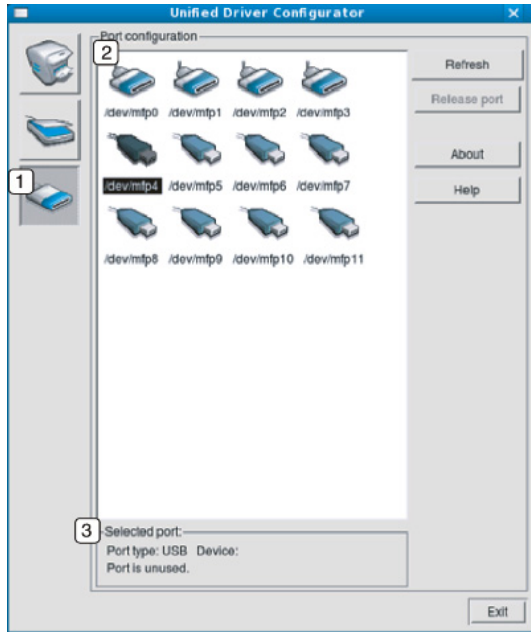 Unified Driver Configurator
Port configuration
2
Refresh
/dev/mfp0 /dev/mfp1 /dev/mfp2 /dev/mfp3
Release port
About
1
/dev/mfp4 /dev/mfp5 /dev/mfp6 /dev/mfp7
Help
/dev/mfp8 /dev/mfp9 /dev/mfp10 /dev/mfp11
3
Selected port:
Port type: USB Device:
Port is unused.
Exit